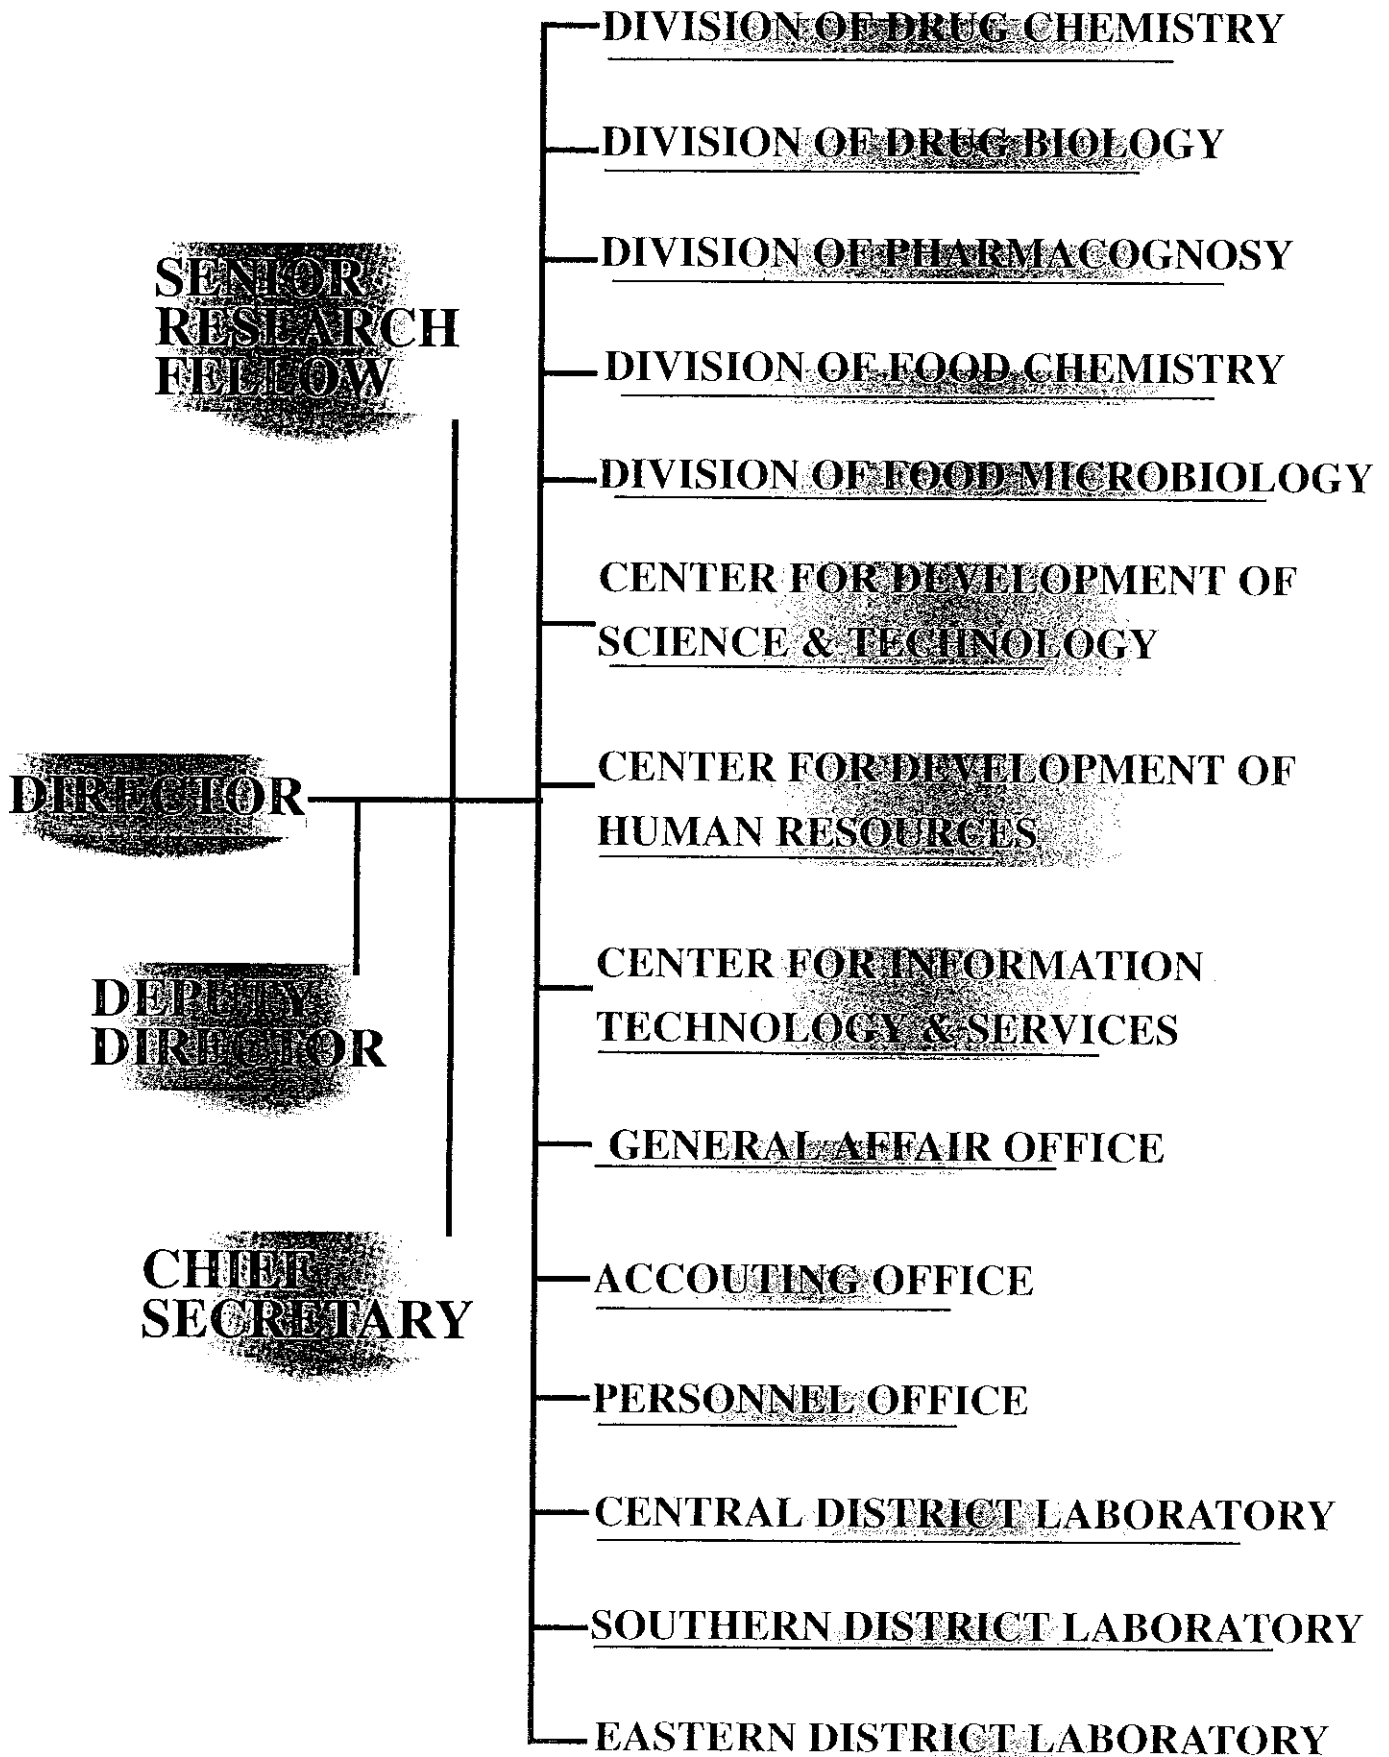 DIVISION OF DRUG CHEMISTRY
DIVISION OF DRUG BIOLOGY
DIVISION OF PHARMACOGNOSY
DIVISION OF FOOD CHEMISTRY
DIVISION OF FOOD MICROBIOLOGY
CENTER FOR DEVELOPMENT OF
SCIENCE & TECHNOLOGY
CENTER FOR DEVELOPMENT OF
HUMAN RESOURCES
CENTER FOR INFORMATION
TECHNOLOGY & SERVICES
GENERAL AFFAIR OFFICE
ACCOUTING OFFICE
PERSONNEL OFFICE
CENTRAL DISTRICT LABORATORY
SOUTHERN DISTRICT LABORATORY
EASTERN DISTRICT LABORATORY
SENIOR
RESEARCH
FELLOW
DIRECTOR
DEPUTY
DIRECTOR
CHIEF
SECRETARY